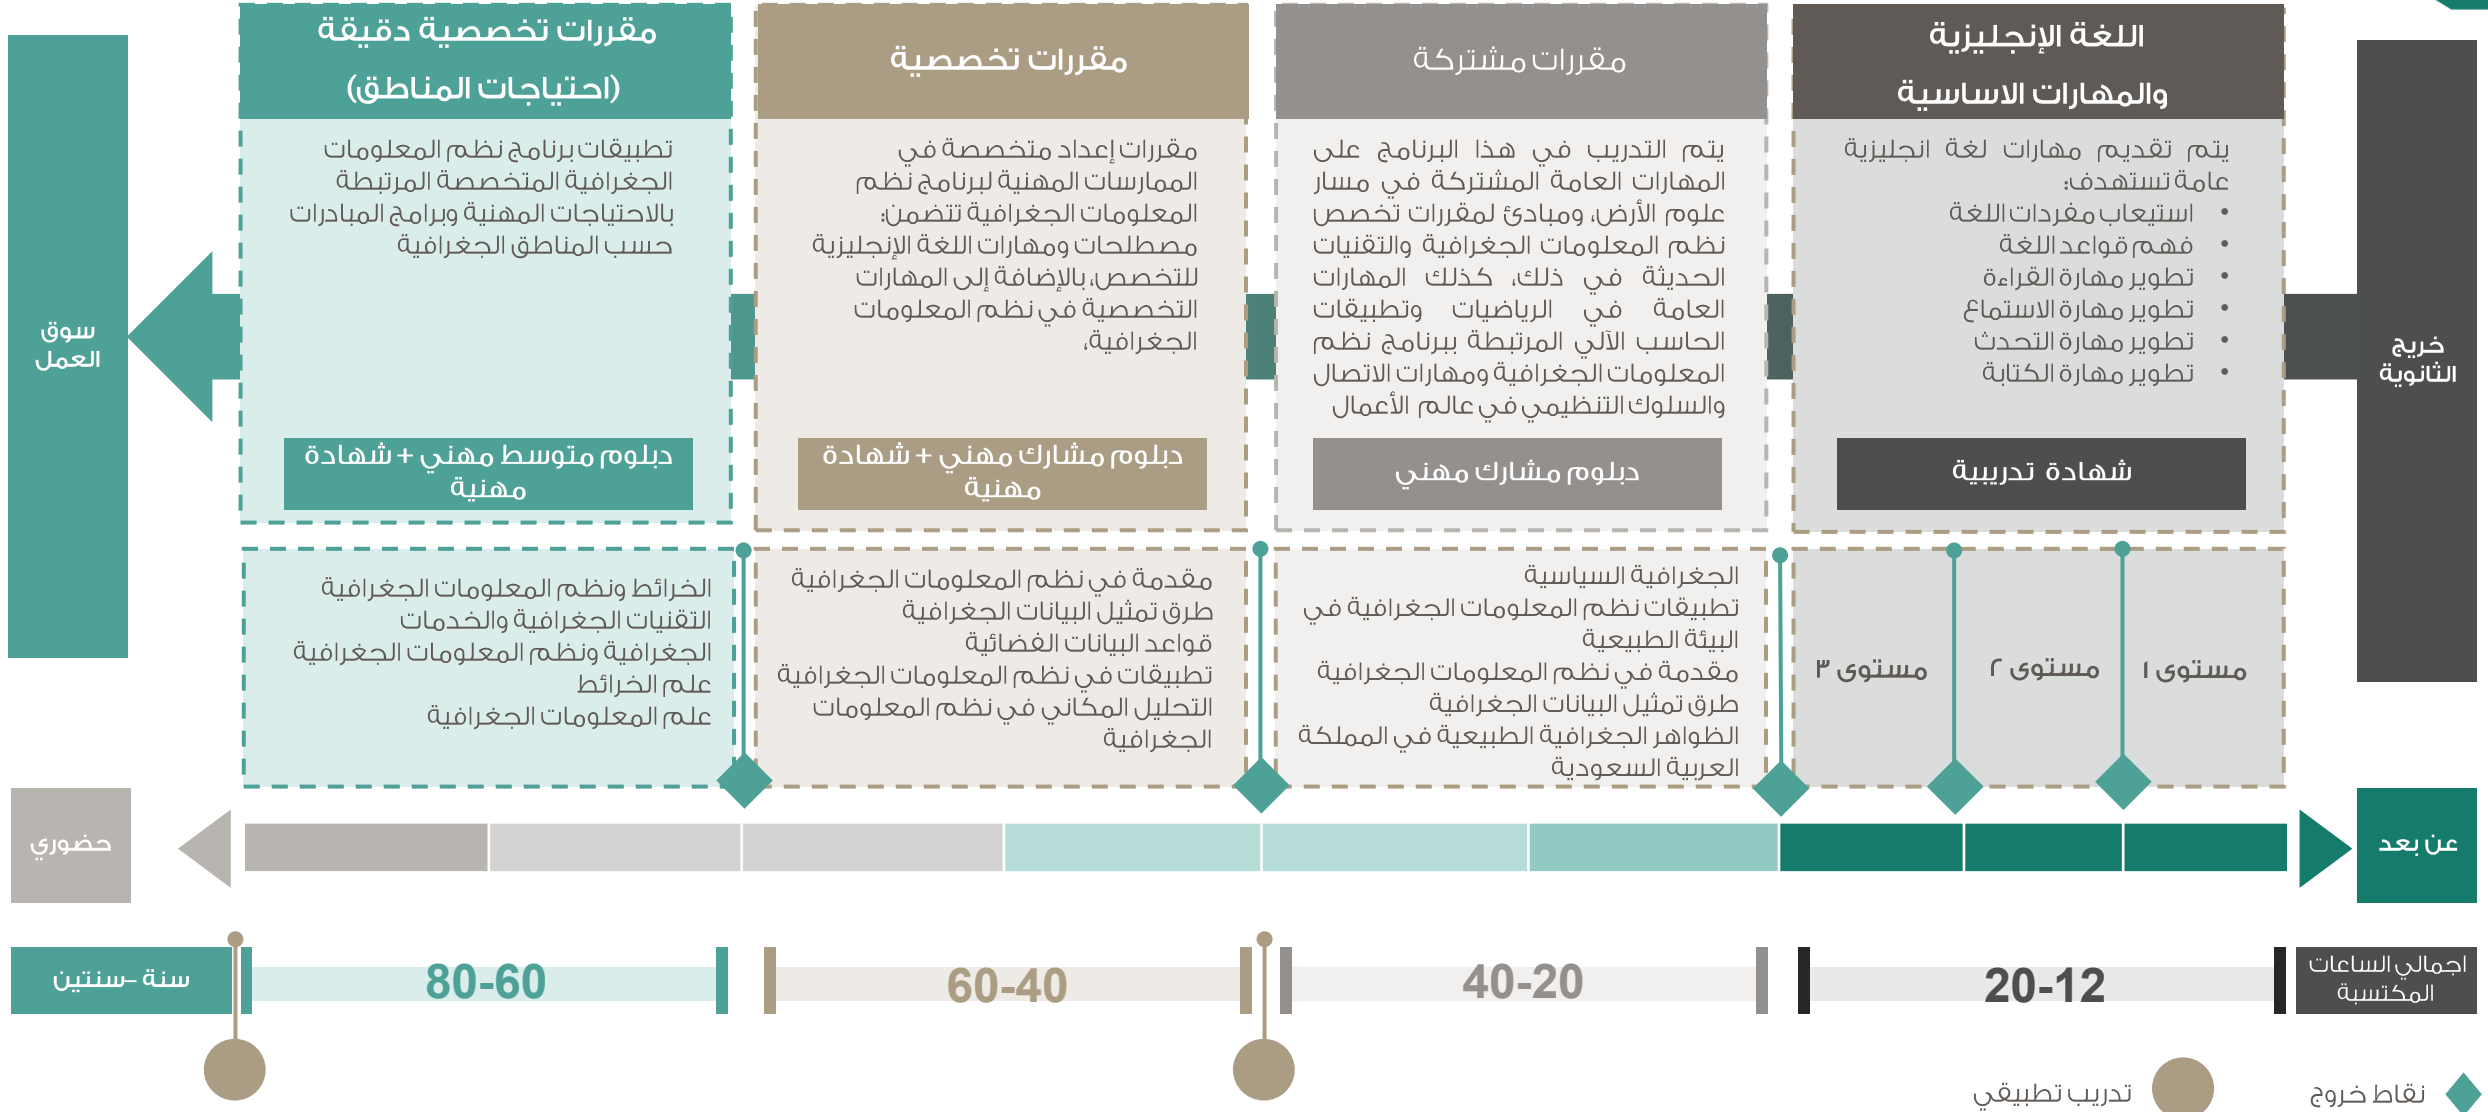 خريج
الثانوية
اللغة الإنجليزية
والمهارات الاساسية
يتم تقديم مهارات لغة انجليزية
عامة تستهدف:
• استيعاب مفردات اللغة
• فهم قواعد اللغة
• تطوير مهارة القراءة
• تطوير مهارة الاستماع
• تطوير مهارة التحدث
• تطوير مهارة الكتابة
شهادة تدريبية
مقررات مشتركة
يتم التدريب في هذا البرنامج على
المهارات العامة المشتركة في مسار
علوم الأرض، ومبادئ لمقررات تخصص
نظم المعلومات الجغرافية والتقنيات
الحديثة في ذلك، كذلك المهارات
العامة في الرياضيات وتطبيقات
الحاسب الآلي المرتبطة ببرنامج نظم
المعلومات الجغرافية ومهارات الاتصال
والسلوك التنظيمي في عالم الأعمال
دبلوم مشارك مهني
مقررات تخصصية
مقررات إعداد متخصصة في
الممارسات المهنية لبرنامج نظم
المعلومات الجغرافية تتضمن:
مصطلحات ومهارات اللغة الإنجليزية
للتخصص، بالإضافة إلى المهارات
التخصصية في نظم المعلومات
الجغرافية،
دبلوم مشارك مهني + شهادة
مهنية
مقررات تخصصية دقيقة
(احتياجات المناطق)
تطبيقات برنامج نظم المعلومات
الجغرافية المتخصصة المرتبطة
بالاحتياجات المهنية وبرامج المبادرات
حسب المناطق الجغرافية
دبلوم متوسط مهني + شهادة
مهنية
سوق
العمل
مستوى ١
مستوى ٢
مستوى ٣
الجغرافية السياسية
تطبيقات نظم المعلومات الجغرافية في
البيئة الطبيعية
مقدمة في نظم المعلومات الجغرافية
طرق تمثيل البيانات الجغرافية
الظواهر الجغرافية الطبيعية في المملكة
العربية السعودية
مقدمة في نظم المعلومات الجغرافية
طرق تمثيل البيانات الجغرافية
قواعد البيانات الفضائية
تطبيقات في نظم المعلومات الجغرافية
التحليل المكاني في نظم المعلومات
الجغرافية
الخرائط ونظم المعلومات الجغرافية
التقنيات الجغرافية والخدمات
الجغرافية ونظم المعلومات الجغرافية
علم الخرائط
علم المعلومات الجغرافية
عن بعد
حضوري
اجمالي الساعات
المكتسبة
20-12
40-20
60-40
80-60
سنة –سنتين
نقاط خروج
تدريب تطبيقي